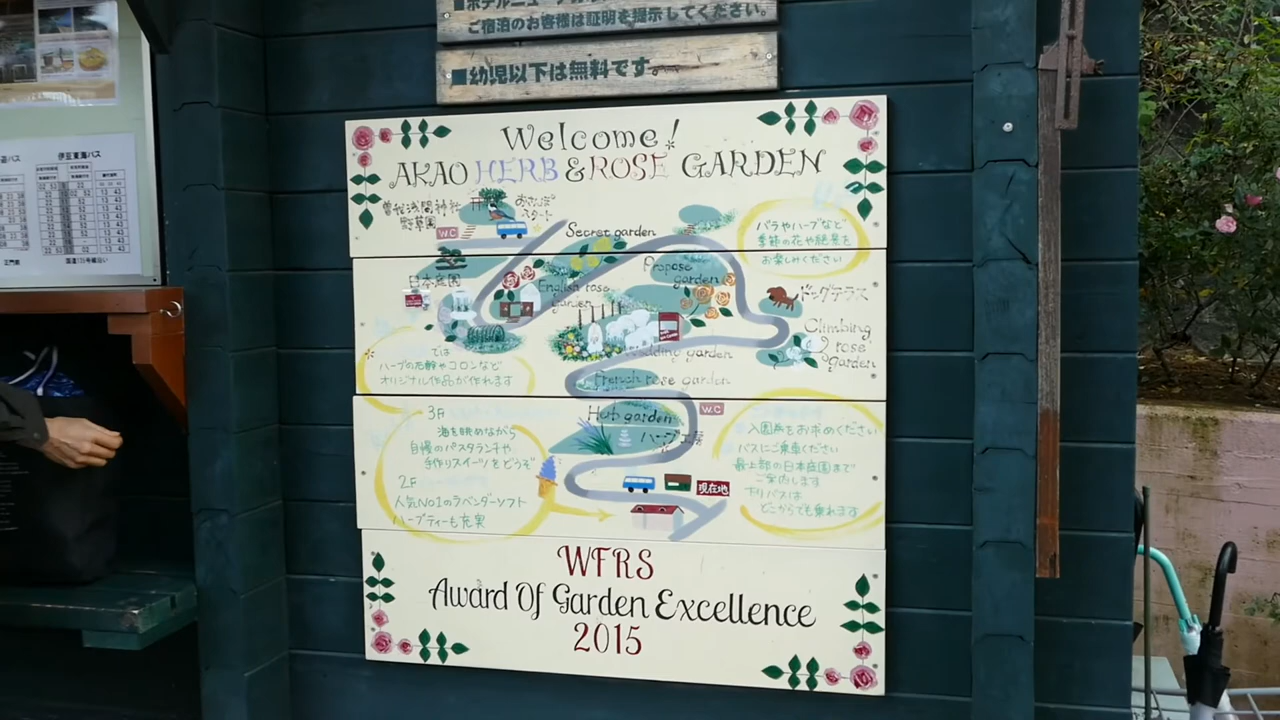 ご宿泊のお客様は証明を提示してください。
■幼児以下は無料です。
伊豆東海バス
Welcome!
AKAO HERB & ROSE GARDEN
曽我浅間神社
野草園
おさんぽ
スタート
WC
Secret garden
バラやハーブなど
季節の花や絶景を
お楽しみください
日本庭園
English rose
garden
Propose
garden
ドッグテラス
Climbing
rose
garden
Wedding garden
では
ハーブの石鹸やコロンなど
オリジナル作品が作れます
French rose garden
Herb garden
WC
ハーブ工房
3F
海を眺めながら
自慢のパスタランチや
手作りスイーツをどうぞ
2F
人気NO1のラベンダーソフト
ハーブティーも充実
入園券をお求めください
バスにご乗車ください
最上部の日本庭園まで
ご案内します
下りバスは
どこからでも乗れます
現在地
WFRS
Award Of Garden Excellence
2015